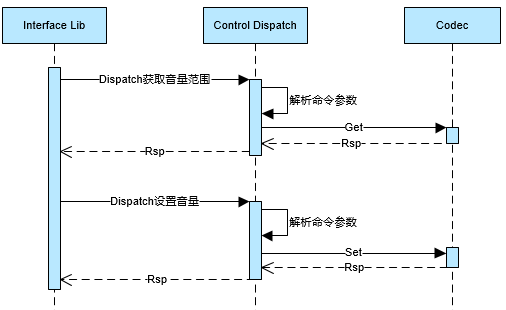 Interface Lib
Control Dispatch
Codec
Dispatch获取音量范围
解析命令参数
Get
Rsp
Rsp
Dispatch设置音量
解析命令参数
Set
Rsp
Rsp